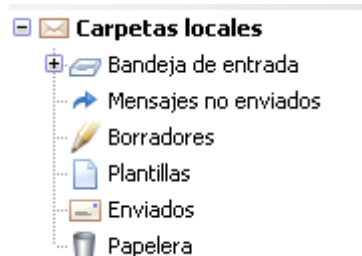 Carpetas locales
Bandeja de entrada
Mensajes no enviados
Borradores
Plantillas
Enviados
Papelera